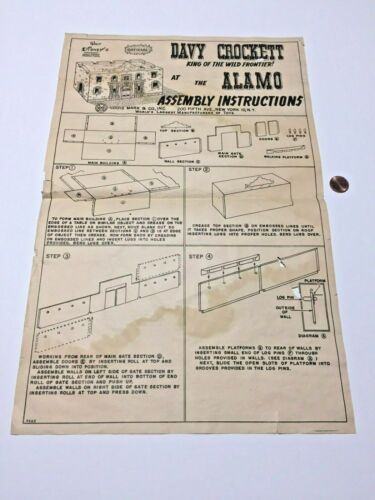 Walt Disney's
OFFICIAL
DAVY CROCKETT
KING OF THE WILD FRONTIER!
AT THE ALAMO
ASSEMBLY INSTRUCTIONS
LOUIS MARX & CO., INC. 200 FIFTH AVE., NEW YORK 10, N.Y.
WORLD'S LARGEST MANUFACTURERS OF TOYS
MAIN BUILDING
TOP SECTION
WALL SECTION
MAIN GATE SECTION
DOORS
LOG PINS
WALKING PLATFORM
STEP 1
TO FORM MAIN BUILDING PLACE SECTION OVER THE
EDGE OF A TABLE OR SIMILAR OBJECT AND CREASE ON THE
EMBOSSED LINE AS SHOWN. NEXT, MOVE BLANK OUT SO
EMBOSSED LINE BETWEEN SIDE AND IS AT EDGE
OF OBJECT THEN CREASE. NOW FORM BACK BY CREASING
ON EMBOSSED LINES AND INSERT LUGS INTO HOLES
PROVIDED. BEND LUGS OVER.
STEP 2
CREASE TOP SECTION ON EMBOSSED LINES UNTIL
IT TAKES PROPER SHAPE. POSITION SECTION ON ROOF
INSERTING LUGS INTO PROPER HOLES. BEND LUGS OVER.
STEP 3
WORKING FROM REAR OF MAIN GATE SECTION
ASSEMBLE DOORS BY INSERTING ROLL AT TOP AND
SLIDING DOWN INTO POSITION.
ASSEMBLE WALLS ON LEFT SIDE OF GATE SECTION BY
INSERTING ROLL AT END OF WALL INTO BOTTOM OF END
ROLL OF GATE SECTION AND PUSH UP.
ASSEMBLE WALLS ON RIGHT SIDE OF GATE SECTION BY INSERTING
ROLLS AT TOP AND PRESS DOWN.
STEP 4
PLATFORM
LOG PIN
OUTSIDE OF WALL
DIAGRAM A
ASSEMBLE PLATFORMS TO REAR OF WALLS BY
INSERTING SMALL END OF LOG PINS THROUGH
HOLES PROVIDED IN WALLS. (SEE DIAGRAM A)
NEXT, SLIDE THE OPEN SLOTS OF PLATFORM INTO
GROOVES PROVIDED IN THE LOG PINS.